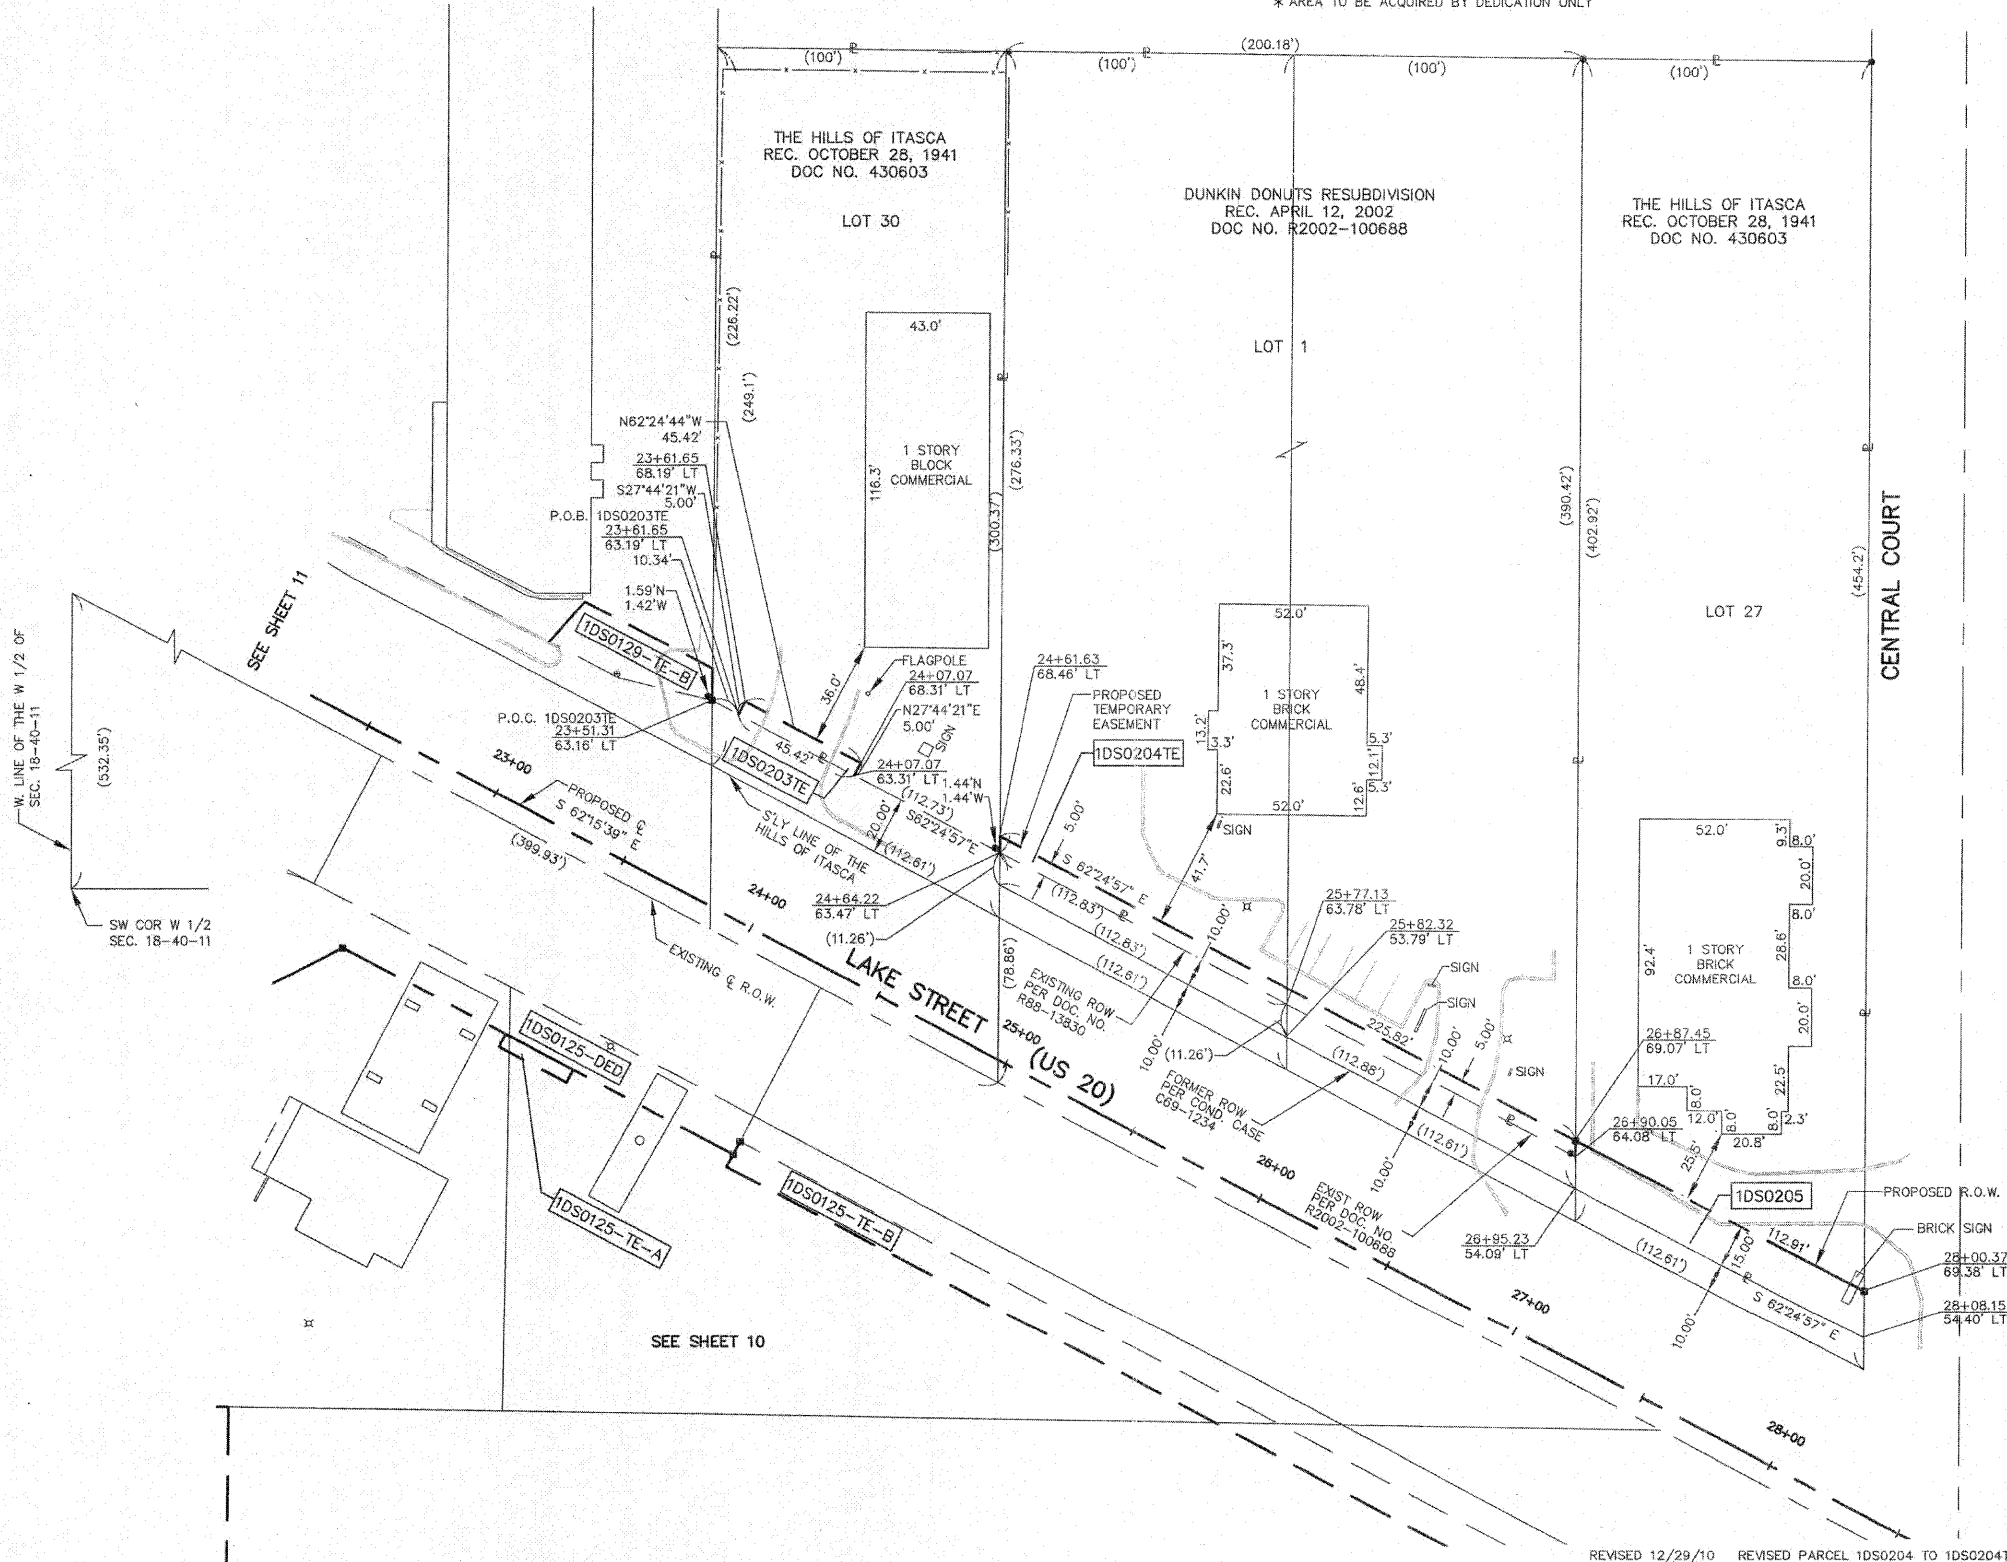 * AREA TO BE ACQUIRED BY DEDICATION ONLY
(200.18')
(100')
(100')
(100')
(100')
THE HILLS OF ITASCA
REC. OCTOBER 28, 1941
DOC NO. 430603
LOT 30
DUNKIN DONUTS RESUBDIVISION
REC. APRIL 12, 2002
DOC NO. R2002-100688
LOT 1
THE HILLS OF ITASCA
REC. OCTOBER 28, 1941
DOC NO. 430603
LOT 27
CENTRAL COURT
(226.22')
(249.1')
(276.33')
(300.37')
(390.42')
(402.92')
(454.2')
43.0'
116.3'
1 STORY
BLOCK
COMMERCIAL
36.0'
N62°24'44"W
45.42'
23+61.65
68.19' LT
S27°44'21"W
5.00'
P.O.B. 1DS0203TE
23+61.65
63.19' LT
10.34'
1.59'N
1.42'W
1DS0129-TE-B
P.O.C. 1DS0203TE
23+51.31
63.16' LT
SEE SHEET 11
W. LINE OF THE W 1/2 OF
SEC. 18-40-11
(532.35')
SW COR W 1/2
SEC. 18-40-11
FLAGPOLE
24+07.07
68.31' LT
N27°44'21"E
5.00'
SIGN
45.42'
1DS0203TE
24+07.07
63.31' LT
1.44'N
1.44'W
(112.73')
S62°24'57"E
20.00'
(112.61')
S'LY LINE OF THE
HILLS OF ITASCA
24+64.22
63.47' LT
(11.26')
24+61.63
68.46' LT
PROPOSED
TEMPORARY
EASEMENT
1DS0204TE
5.00'
S 62°24'57" E
(112.83')
(112.83')
(112.61')
52.0'
37.3'
48.4'
13.2'
3.3'
22.6'
5.3'
12.1'
5.3'
12.6'
52.0'
1 STORY
BRICK
COMMERCIAL
SIGN
41.7'
10.00'
10.00'
25+77.13
63.78' LT
25+82.32
53.79' LT
SIGN
SIGN
SIGN
225.82'
10.00'
5.00'
10.00'
(11.26')
(112.88')
(112.61')
(78.86')
EXISTING ROW
PER DOC. NO.
R88-13830
FORMER ROW
PER COND. CASE
C69-1234
EXIST ROW
PER DOC. NO.
R2002-100688
52.0'
9.3'
8.0'
20.0'
8.0'
28.6'
8.0'
20.0'
22.5'
92.4'
1 STORY
BRICK
COMMERCIAL
17.0'
8.0'
12.0'
8.0'
20.8'
8.0'
2.3'
25.5'
26+87.45
69.07' LT
26+90.05
64.08' LT
26+95.23
54.09' LT
1DS0205
PROPOSED R.O.W.
BRICK SIGN
28+00.37
69.38' LT
28+08.15
54.40' LT
112.91'
15.00'
(112.61')
S 62°24'57" E
10.00'
23+00
PROPOSED ℄
S 62°15'39" E
(399.93')
24+00
EXISTING ℄ R.O.W.
LAKE STREET (US 20)
25+00
26+00
27+00
28+00
1DS0125-DED
1DS0125-TE-A
1DS0125-TE-B
SEE SHEET 10
REVISED 12/29/10 REVISED PARCEL 1DS0204 TO 1DS0204T